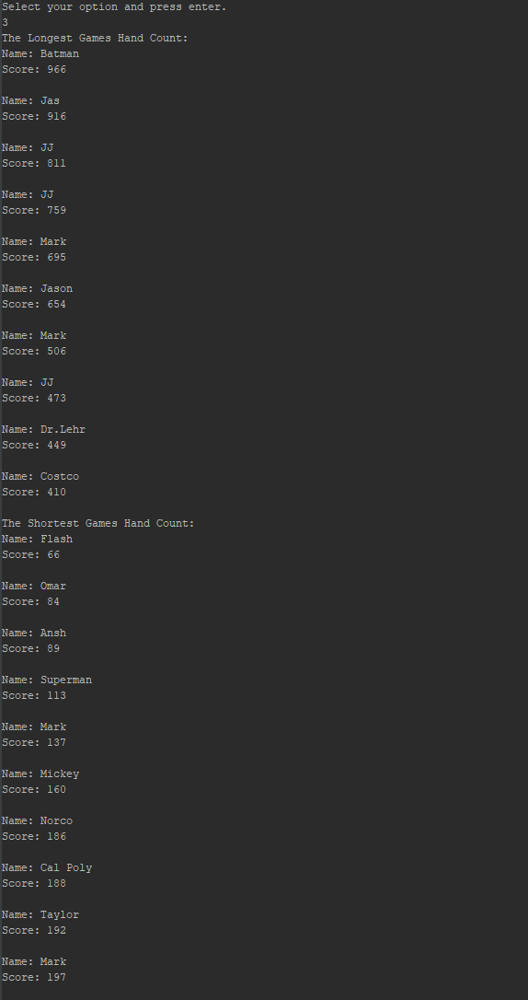 Select your option and press enter.
3
The Longest Games Hand Count:
Name: Batman
Score: 966
Name: Jas
Score: 916
Name: JJ
Score: 811
Name: JJ
Score: 759
Name: Mark
Score: 695
Name: Jason
Score: 654
Name: Mark
Score: 506
Name: JJ
Score: 473
Name: Dr.Lehr
Score: 449
Name: Costco
Score: 410
The Shortest Games Hand Count:
Name: Flash
Score: 66
Name: Omar
Score: 84
Name: Ansh
Score: 89
Name: Superman
Score: 113
Name: Mark
Score: 137
Name: Mickey
Score: 160
Name: Norco
Score: 186
Name: Cal Poly
Score: 188
Name: Taylor
Score: 192
Name: Mark
Score: 197